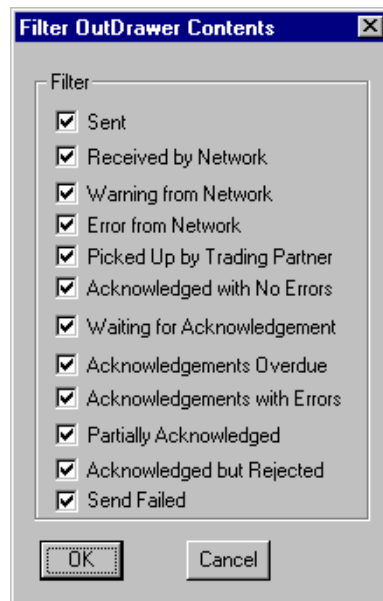 Filter OutDrawer Contents
Filter
Sent
Received by Network
Warning from Network
Error from Network
Picked Up by Trading Partner
Acknowledged with No Errors
Waiting for Acknowledgement
Acknowledgements Overdue
Acknowledgements with Errors
Partially Acknowledged
Acknowledged but Rejected
Send Failed
OK Cancel